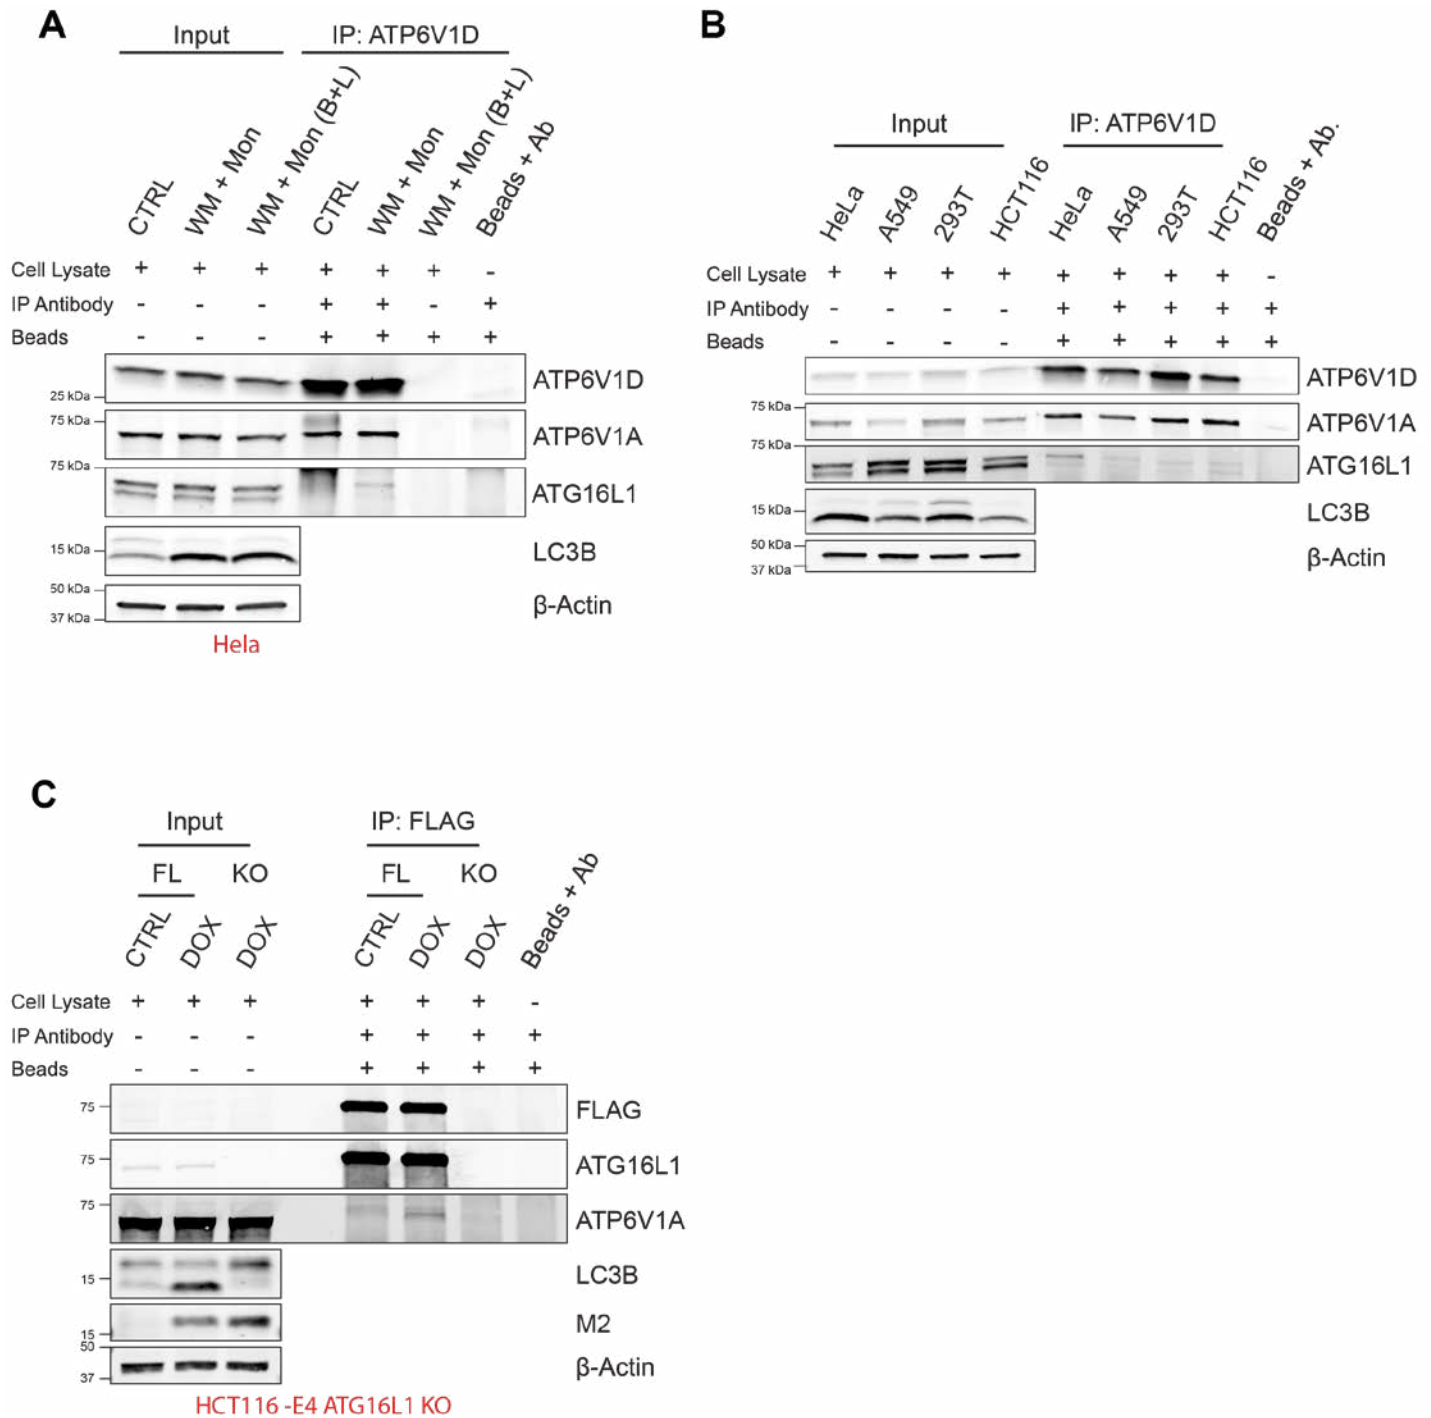 A
Input
IP: ATP6V1D
CTRL
WM + Mon
WM + Mon (B+L)
CTRL
WM + Mon
WM + Mon (B+L)
Beads + Ab
Cell Lysate + + + + + + -
IP Antibody - - - + + - +
Beads - - - + + + +
25 kDa
ATP6V1D
75 kDa
ATP6V1A
75 kDa
ATG16L1
15 kDa
LC3B
50 kDa
37 kDa
β-Actin
Hela
B
Input
IP: ATP6V1D
HeLa
A549
293T
HCT116
HeLa
A549
293T
HCT116
Beads + Ab.
Cell Lysate + + + + + + + + -
IP Antibody - - - - + + + + +
Beads - - - - + + + + +
ATP6V1D
75 kDa
ATP6V1A
75 kDa
ATG16L1
15 kDa
LC3B
50 kDa
37 kDa
β-Actin
C
Input
IP: FLAG
FL
KO
FL
KO
CTRL
DOX
DOX
CTRL
DOX
DOX
Beads + Ab
Cell Lysate + + + + + + -
IP Antibody - - - + + + +
Beads - - - + + + +
75
FLAG
75
ATG16L1
75
ATP6V1A
15
LC3B
15
M2
50
37
β-Actin
HCT116 -E4 ATG16L1 KO